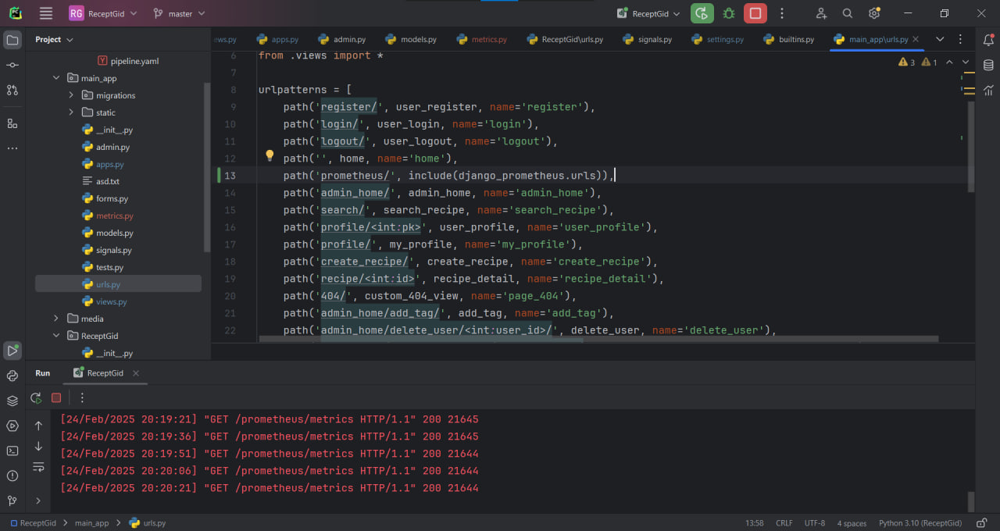 RG ReceptGid master ReceptGid
Project
ews.py apps.py admin.py models.py metrics.py ReceptGid\urls.py signals.py settings.py builtins.py main_app\urls.py
pipeline.yaml
main_app
migrations
static
__init__.py
admin.py
apps.py
asd.txt
forms.py
metrics.py
models.py
signals.py
tests.py
urls.py
views.py
media
ReceptGid
__init__.py
3 1
6 from .views import *
7
8 urlpatterns = [
9 path('register/', user_register, name='register'),
10 path('login/', user_login, name='login'),
11 path('logout/', user_logout, name='logout'),
12 path('', home, name='home'),
13 path('prometheus/', include(django_prometheus.urls)),
14 path('admin_home/', admin_home, name='admin_home'),
15 path('search/', search_recipe, name='search_recipe'),
16 path('profile/<int:pk>', user_profile, name='user_profile'),
17 path('profile/', my_profile, name='my_profile'),
18 path('create_recipe/', create_recipe, name='create_recipe'),
19 path('recipe/<int:id>', recipe_detail, name='recipe_detail'),
20 path('404/', custom_404_view, name='page_404'),
21 path('admin_home/add_tag/', add_tag, name='add_tag'),
22 path('admin_home/delete_user/<int:user_id>/', delete_user, name='delete_user'),
Run ReceptGid
[24/Feb/2025 20:19:21] "GET /prometheus/metrics HTTP/1.1" 200 21645
[24/Feb/2025 20:19:36] "GET /prometheus/metrics HTTP/1.1" 200 21645
[24/Feb/2025 20:19:51] "GET /prometheus/metrics HTTP/1.1" 200 21644
[24/Feb/2025 20:20:06] "GET /prometheus/metrics HTTP/1.1" 200 21644
[24/Feb/2025 20:20:21] "GET /prometheus/metrics HTTP/1.1" 200 21644
ReceptGid main_app urls.py 13:58 CRLF UTF-8 4 spaces Python 3.10 (ReceptGid)